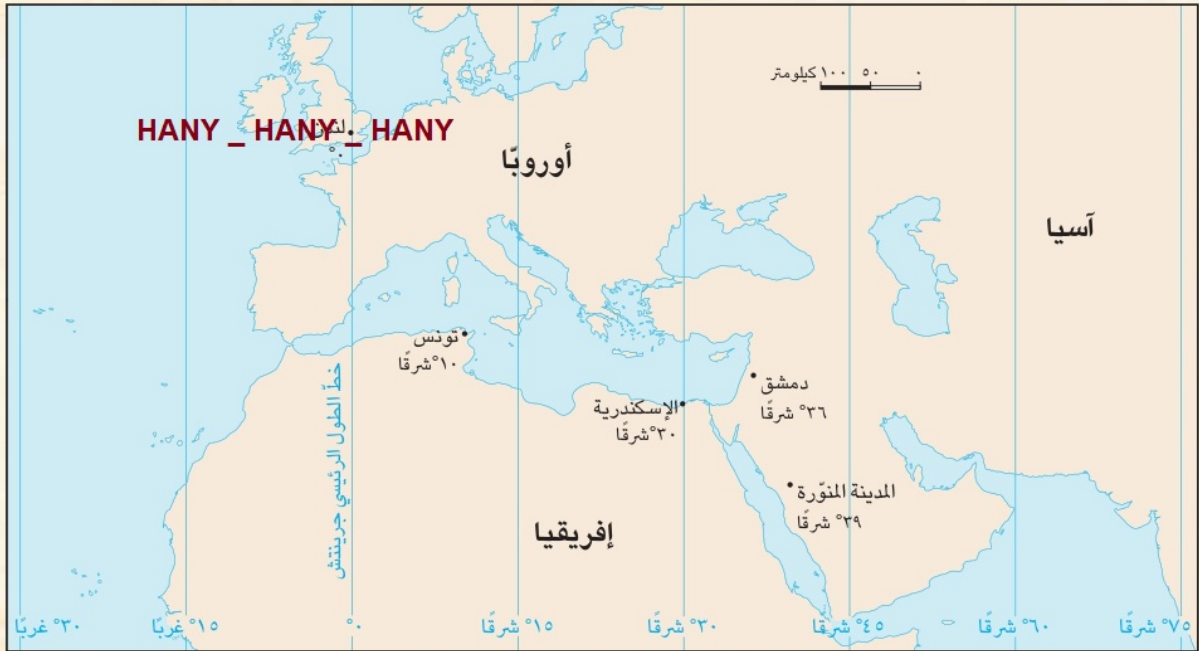 كيلومتر ١٠٠ ٥٠ ٠
HANY _ HANY _ HANY
لندن
٠°
أوروبّا
آسيا
تونس
١٠° شرقًا
دمشق
٣٦° شرقًا
الإسكندرية
٣٠° شرقًا
المدينة المنوّرة
٣٩° شرقًا
خطّ الطول الرئيسي جرينتش
إفريقيا
٣٠° غربًا
١٥° غربًا
٠°
١٥° شرقًا
٣٠° شرقًا
٤٥° شرقًا
٦٠° شرقًا
٧٥° شرقًا